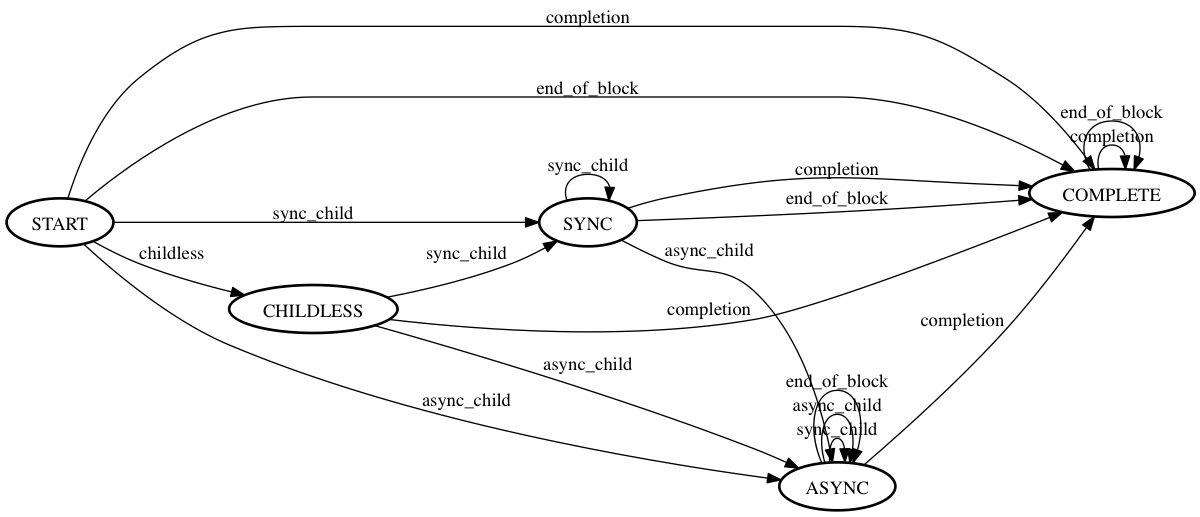 completion
end_of_block
end_of_block
completion
sync_child
completion
COMPLETE
end_of_block
START
sync_child
SYNC
childless
sync_child
async_child
CHILDLESS
completion
completion
async_child
end_of_block
async_child
async_child
sync_child
ASYNC